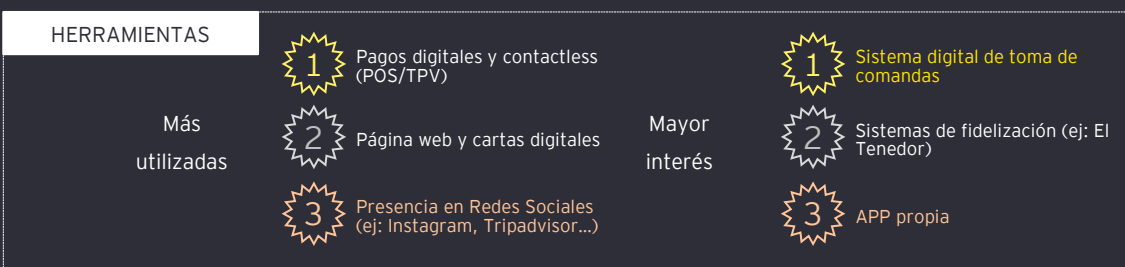 HERRAMIENTAS
Más
utilizadas
1
Pagos digitales y contactless
(POS/TPV)
2
Página web y cartas digitales
3
Presencia en Redes Sociales
(ej: Instagram, Tripadvisor...)
Mayor
interés
1
Sistema digital de toma de
comandas
2
Sistemas de fidelización (ej: El
Tenedor)
3
APP propia